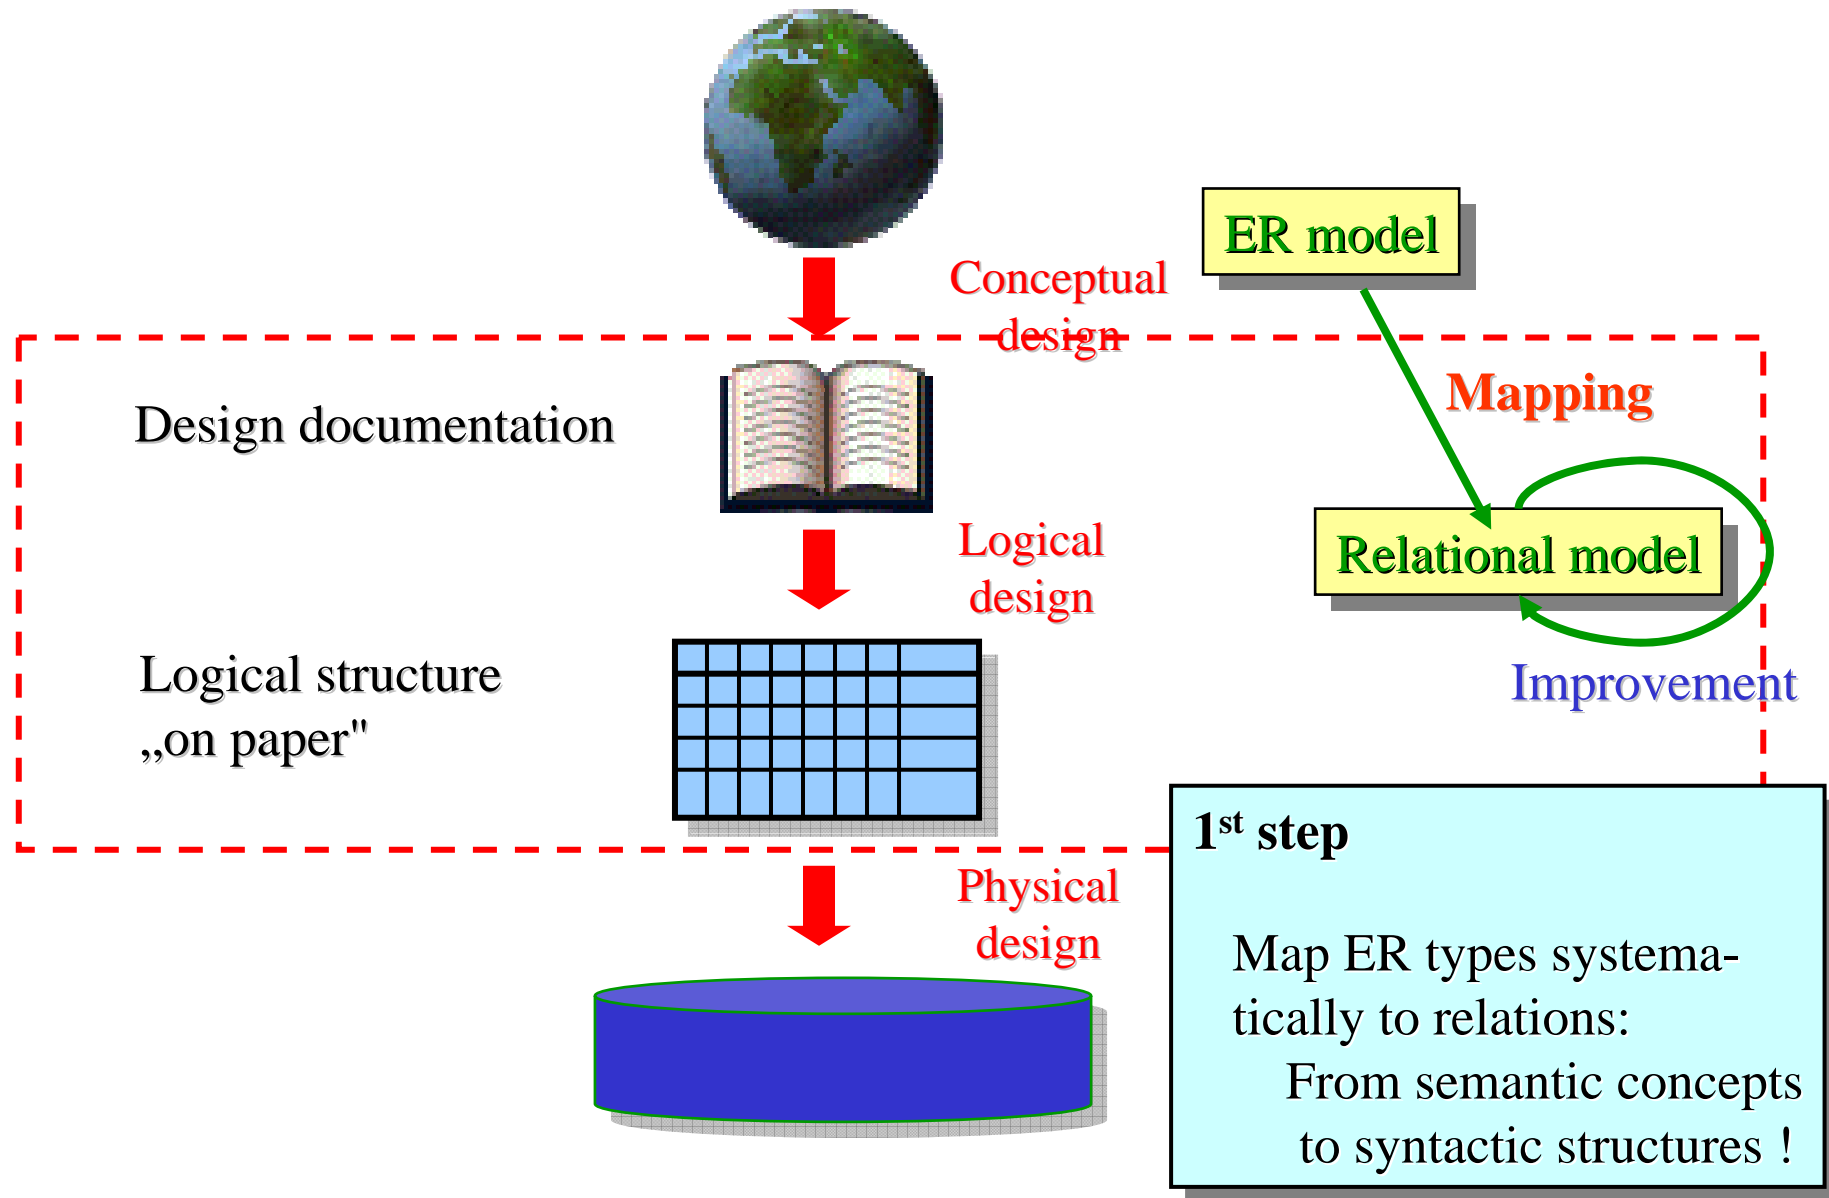 ER model
Conceptual
design
Mapping
Design documentation
Logical
design
Relational model
Logical structure
„on paper"
Improvement
1st step
Physical
design
Map ER types systema-
tically to relations:
From semantic concepts
to syntactic structures !